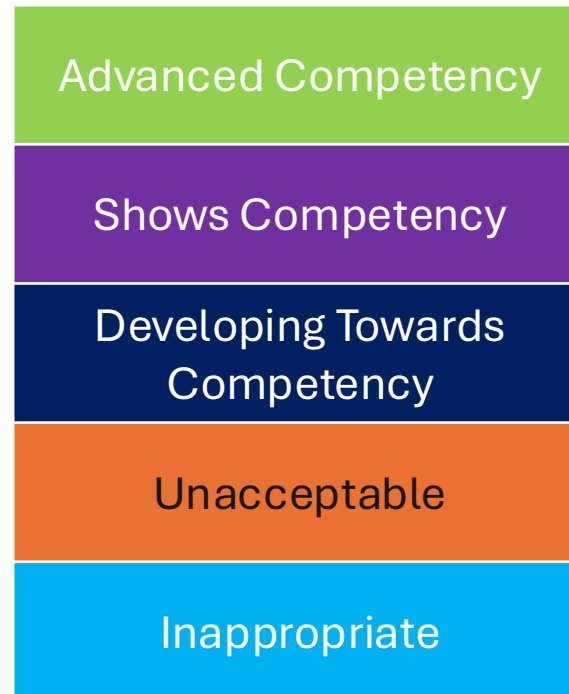 Advanced Competency
Shows Competency
Developing Towards
Competency
Unacceptable
Inappropriate